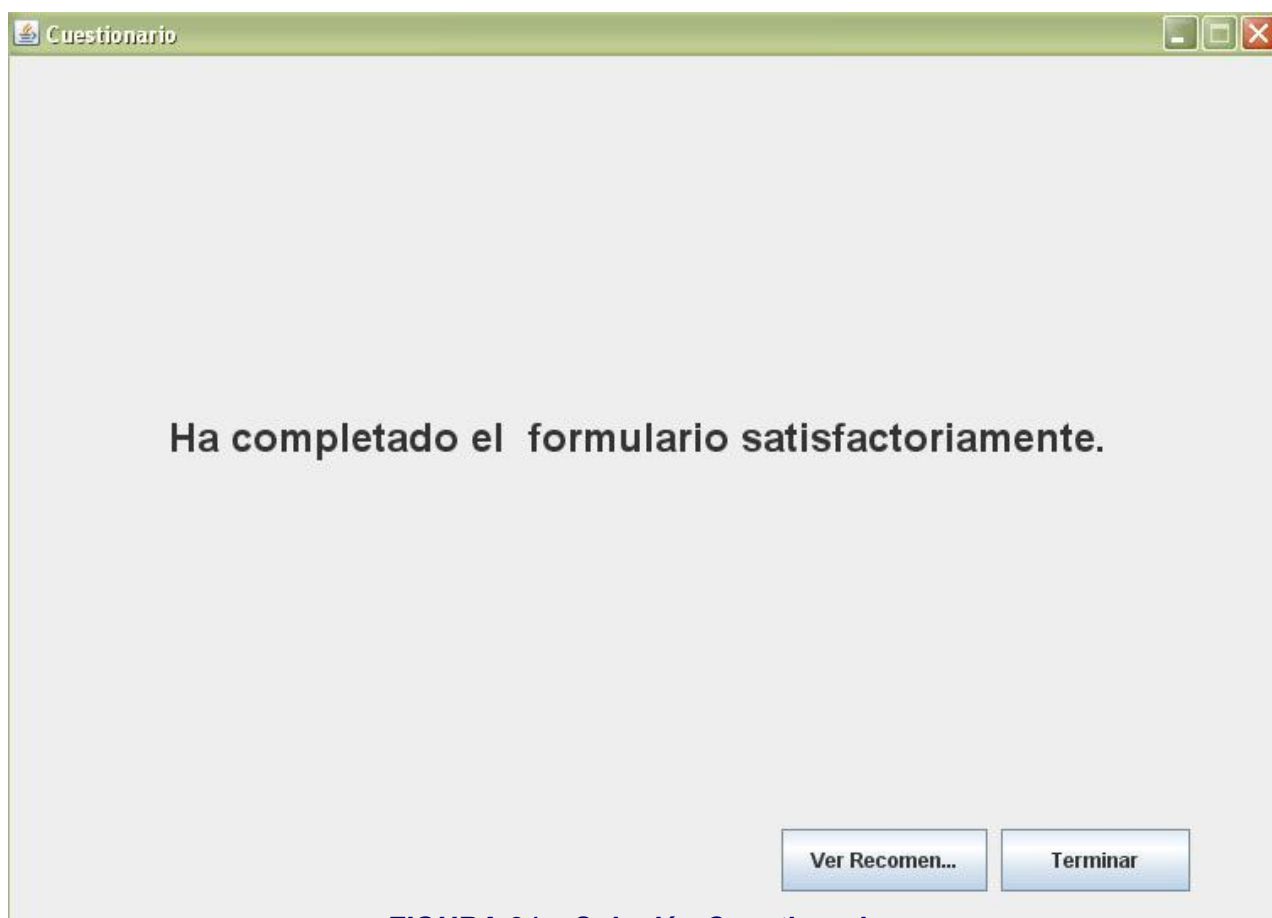 Cuestionario
Ha completado el  formulario satisfactoriamente.
Ver Recomen...
Terminar